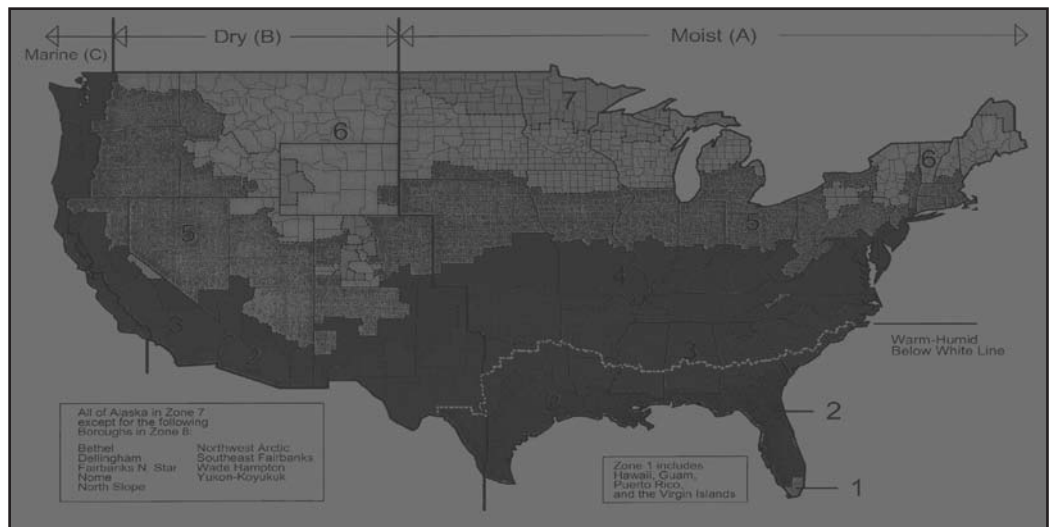 Marine (C)
Dry (B)
Moist (A)
7
6
6
5
5
4
3
3
2
2
Warm-Humid
Below White Line
2
1
All of Alaska in Zone 7
except for the following
Boroughs in Zone 8:
Bethel
Dellingham
Fairbanks N. Star
Nome
North Slope
Northwest Arctic
Southeast Fairbanks
Wade Hampton
Yukon-Koyukuk
Zone 1 includes
Hawaii, Guam,
Puerto Rico,
and the Virgin Islands